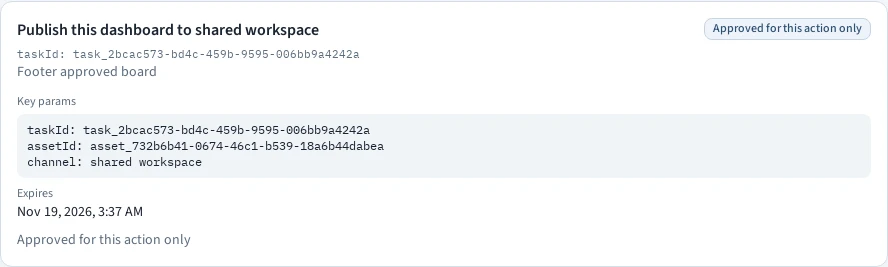 Publish this dashboard to shared workspace
Approved for this action only
taskId: task_2bcac573-bd4c-459b-9595-006bb9a4242a
Footer approved board
Key params
taskId: task_2bcac573-bd4c-459b-9595-006bb9a4242a
assetId: asset_732b6b41-0674-46c1-b539-18a6b44dabea
channel: shared workspace
Expires
Nov 19, 2026, 3:37 AM
Approved for this action only